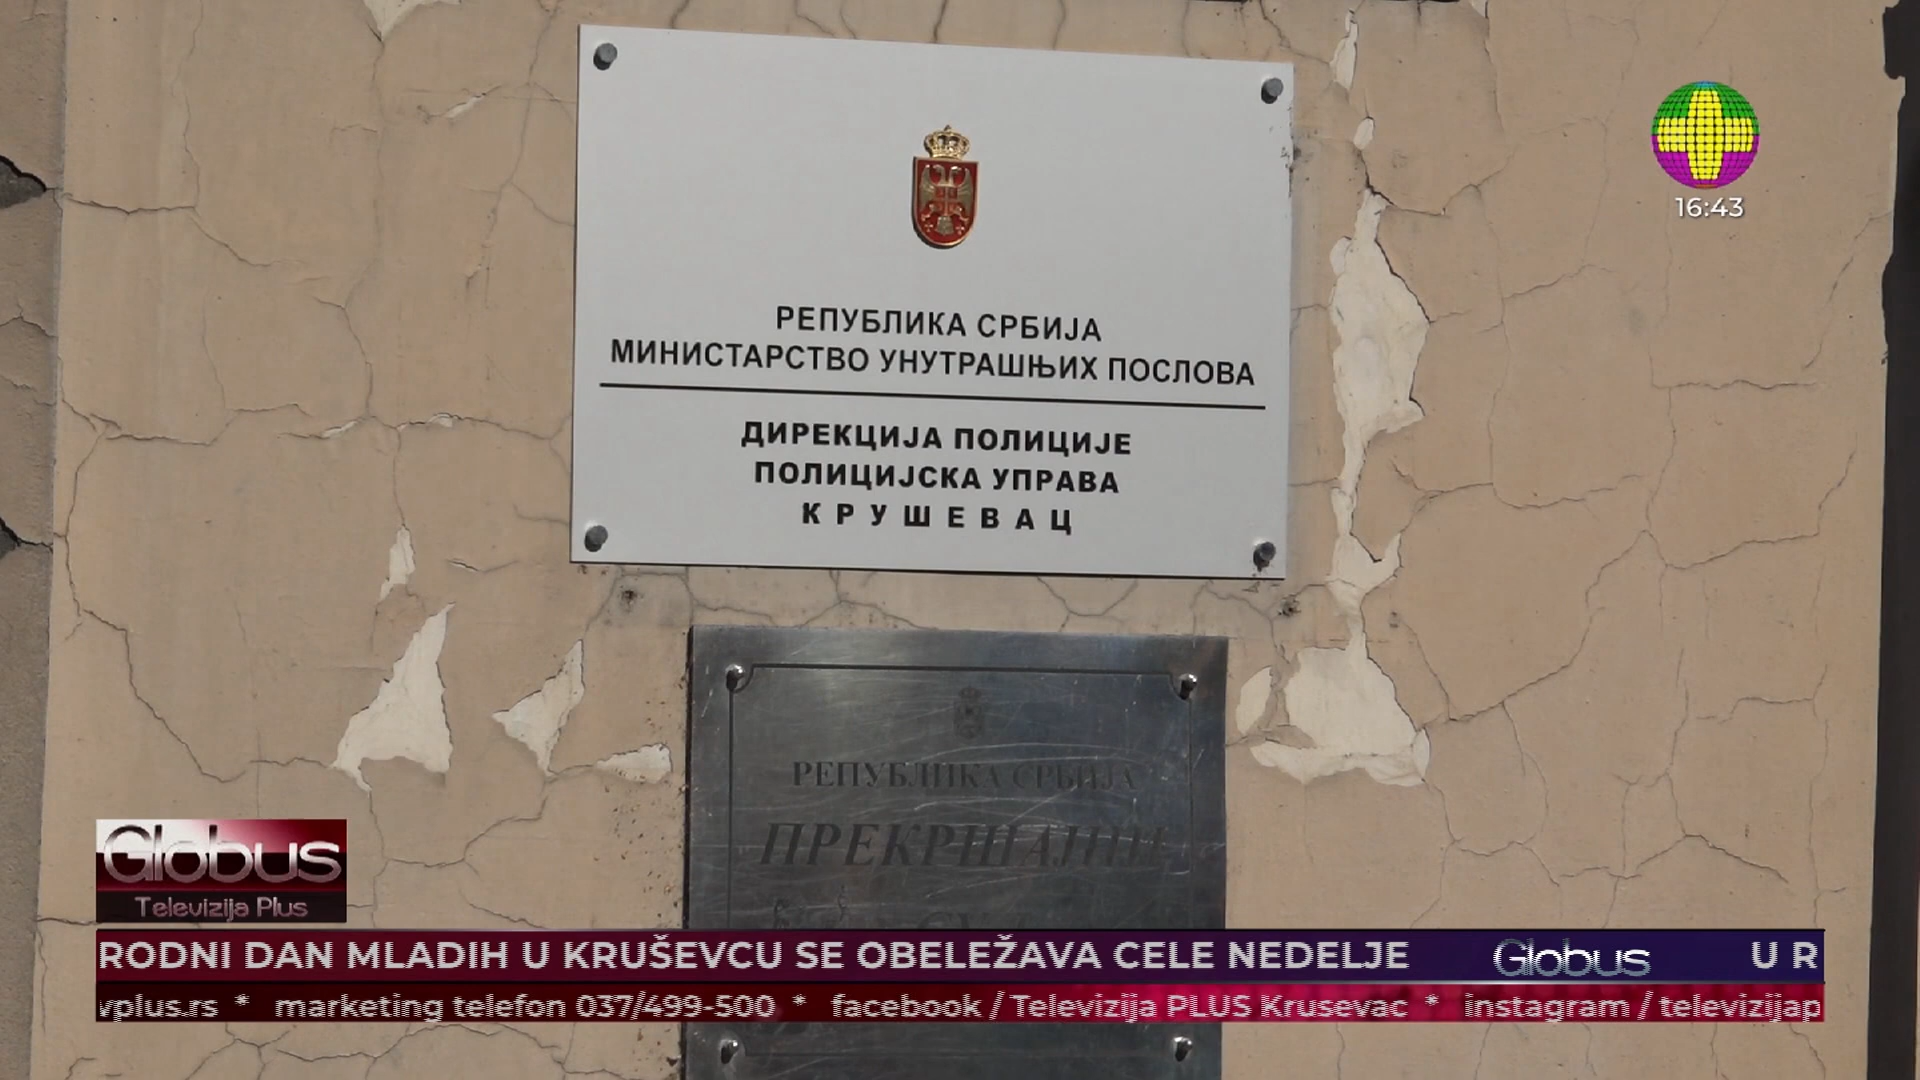 16:43
РЕПУБЛИКА СРБИЈА
МИНИСТАРСТВО УНУТРАШЊИХ ПОСЛОВА
ДИРЕКЦИЈА ПОЛИЦИЈЕ
ПОЛИЦИЈСКА УПРАВА
КРУШЕВАЦ
РЕПУБЛИКА СРБИЈА
ПРЕКРШАЈНИ
Globus
Televizija Plus
RODNI DAN MLADIH U KRUŠEVCU SE OBELEŽAVA CELE NEDELJE Globus U R
vplus.rs * marketing telefon 037/499-500 * facebook / Televizija PLUS Krusevac * instagram / televizijap